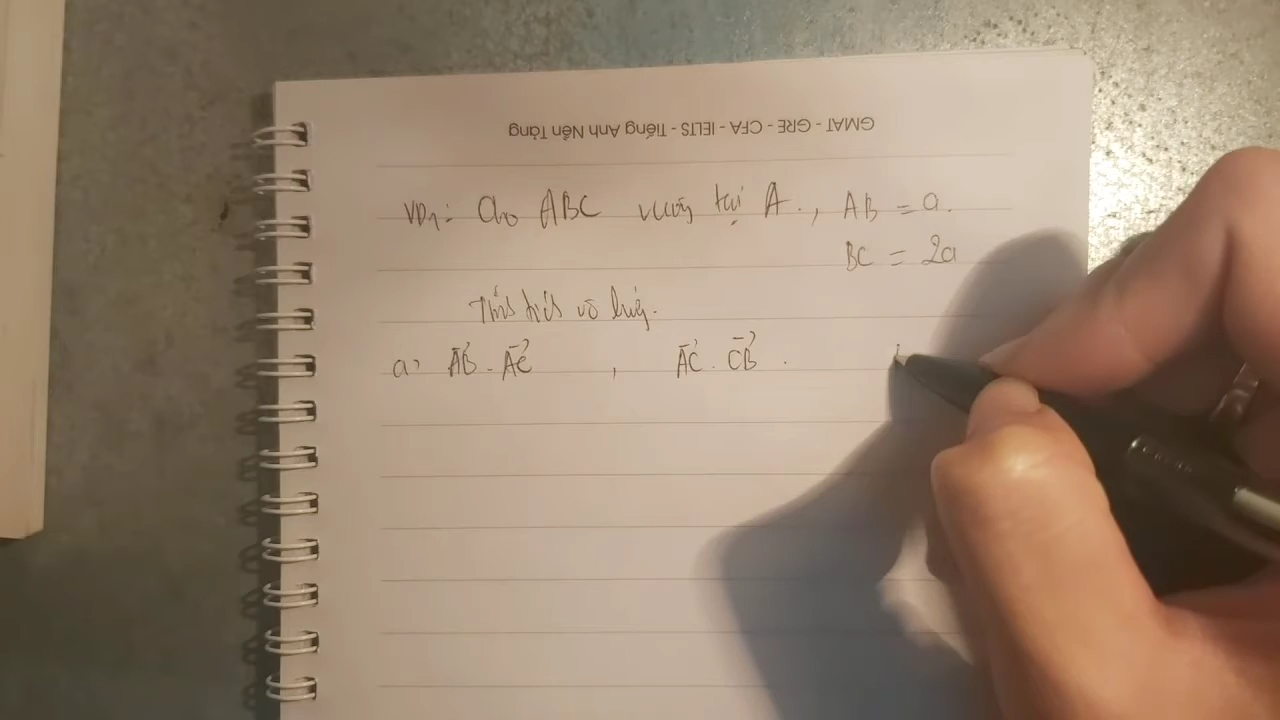 GMAT - GRE - CFA - IELTS - Tiếng Anh Nền Tảng
VD1: Cho ABC vuông tại A., AB = a.
BC = 2a
Tính tích vô hướng.
a) AB⃗ . AC⃗ , AC⃗ . CB⃗ .